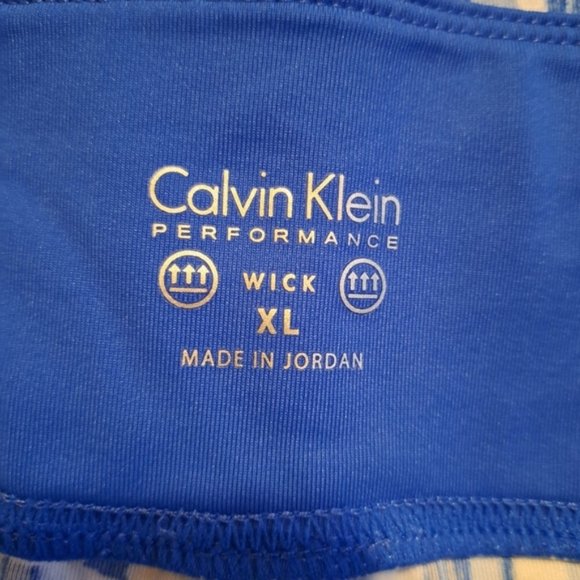 Calvin Klein
PERFORMANCE
WICK
XL
MADE IN JORDAN